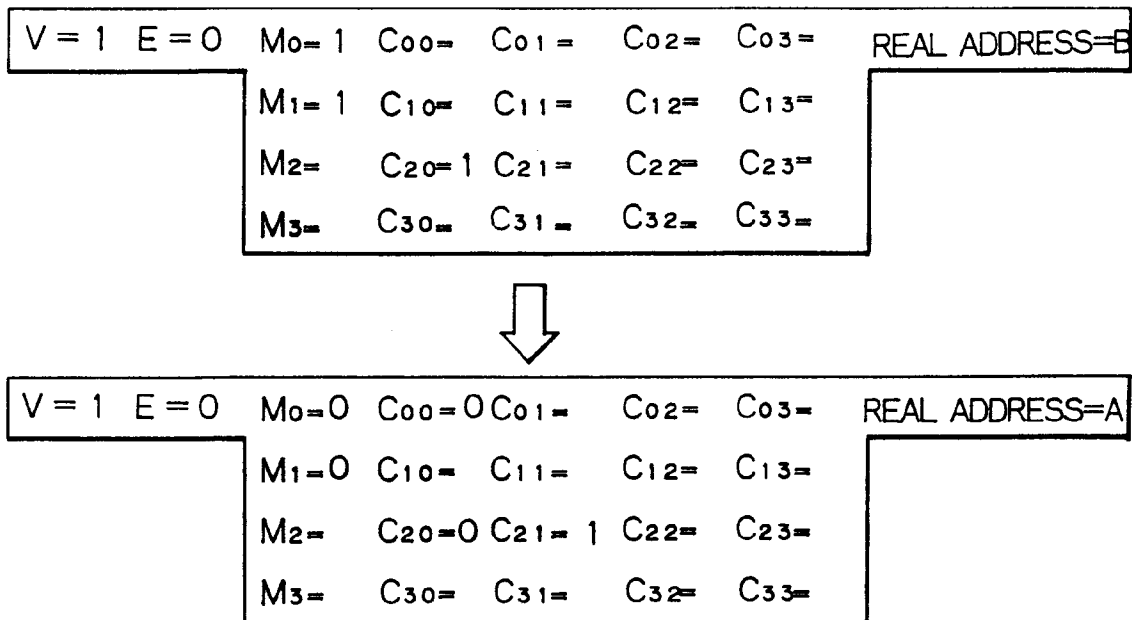 V = 1 E = 0 M0= 1 C00= C01 = C02= C03= REAL ADDRESS=B
M1= 1 C10= C11= C12= C13=
M2= C20= 1 C21= C22= C23=
M3= C30= C31= C32= C33=
V = 1 E = 0 M0=0 C00=0 C01= C02= C03= REAL ADDRESS=A
M1=0 C10= C11= C12= C13=
M2= C20=0 C21= 1 C22= C23=
M3= C30= C31= C32= C33=